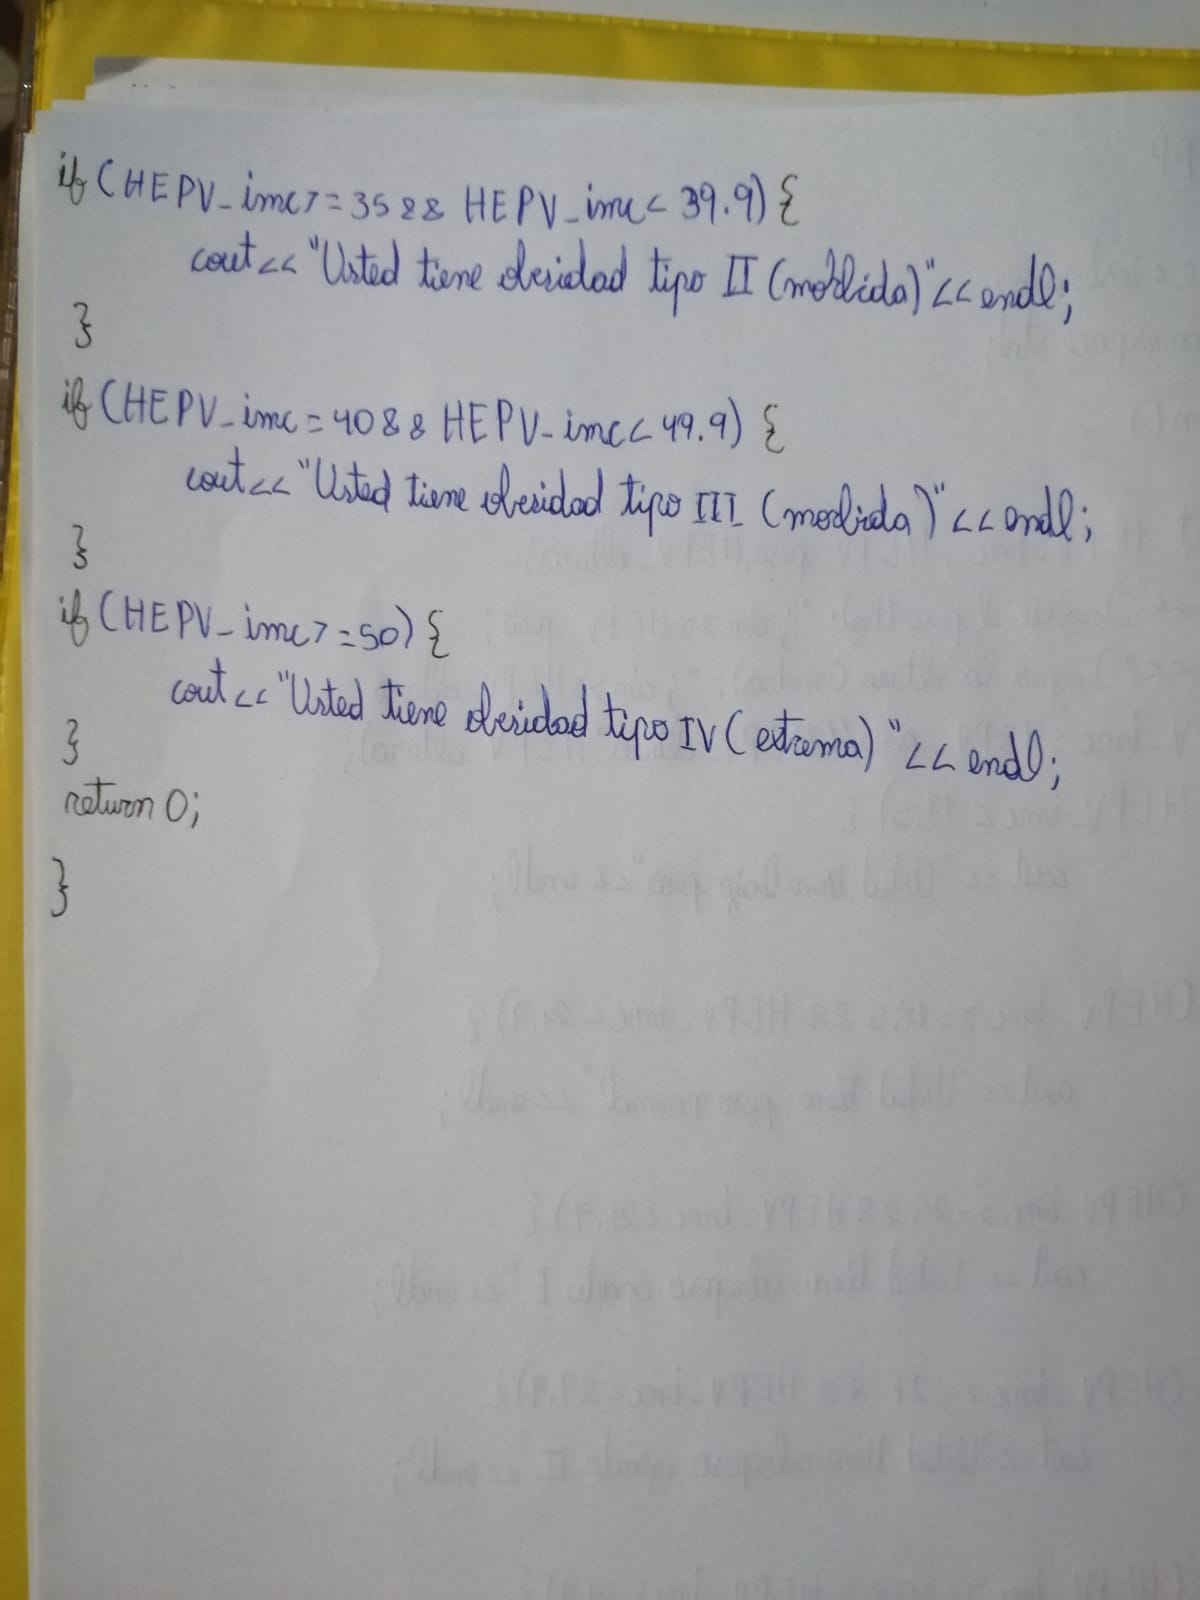 if (HEPV_imc>=35 && HEPV_imc< 39.9) {
cout<< "Usted tiene obesidad tipo II (mórbida)"<< endl;
}
if (HEPV_imc=40 && HEPV_imc< 49.9) {
cout<< "Usted tiene obesidad tipo III (morbida)"<< endl;
}
if (HEPV_imc>=50) {
cout<< "Usted tiene obesidad tipo IV (extrema)"<< endl;
}
return 0;
}